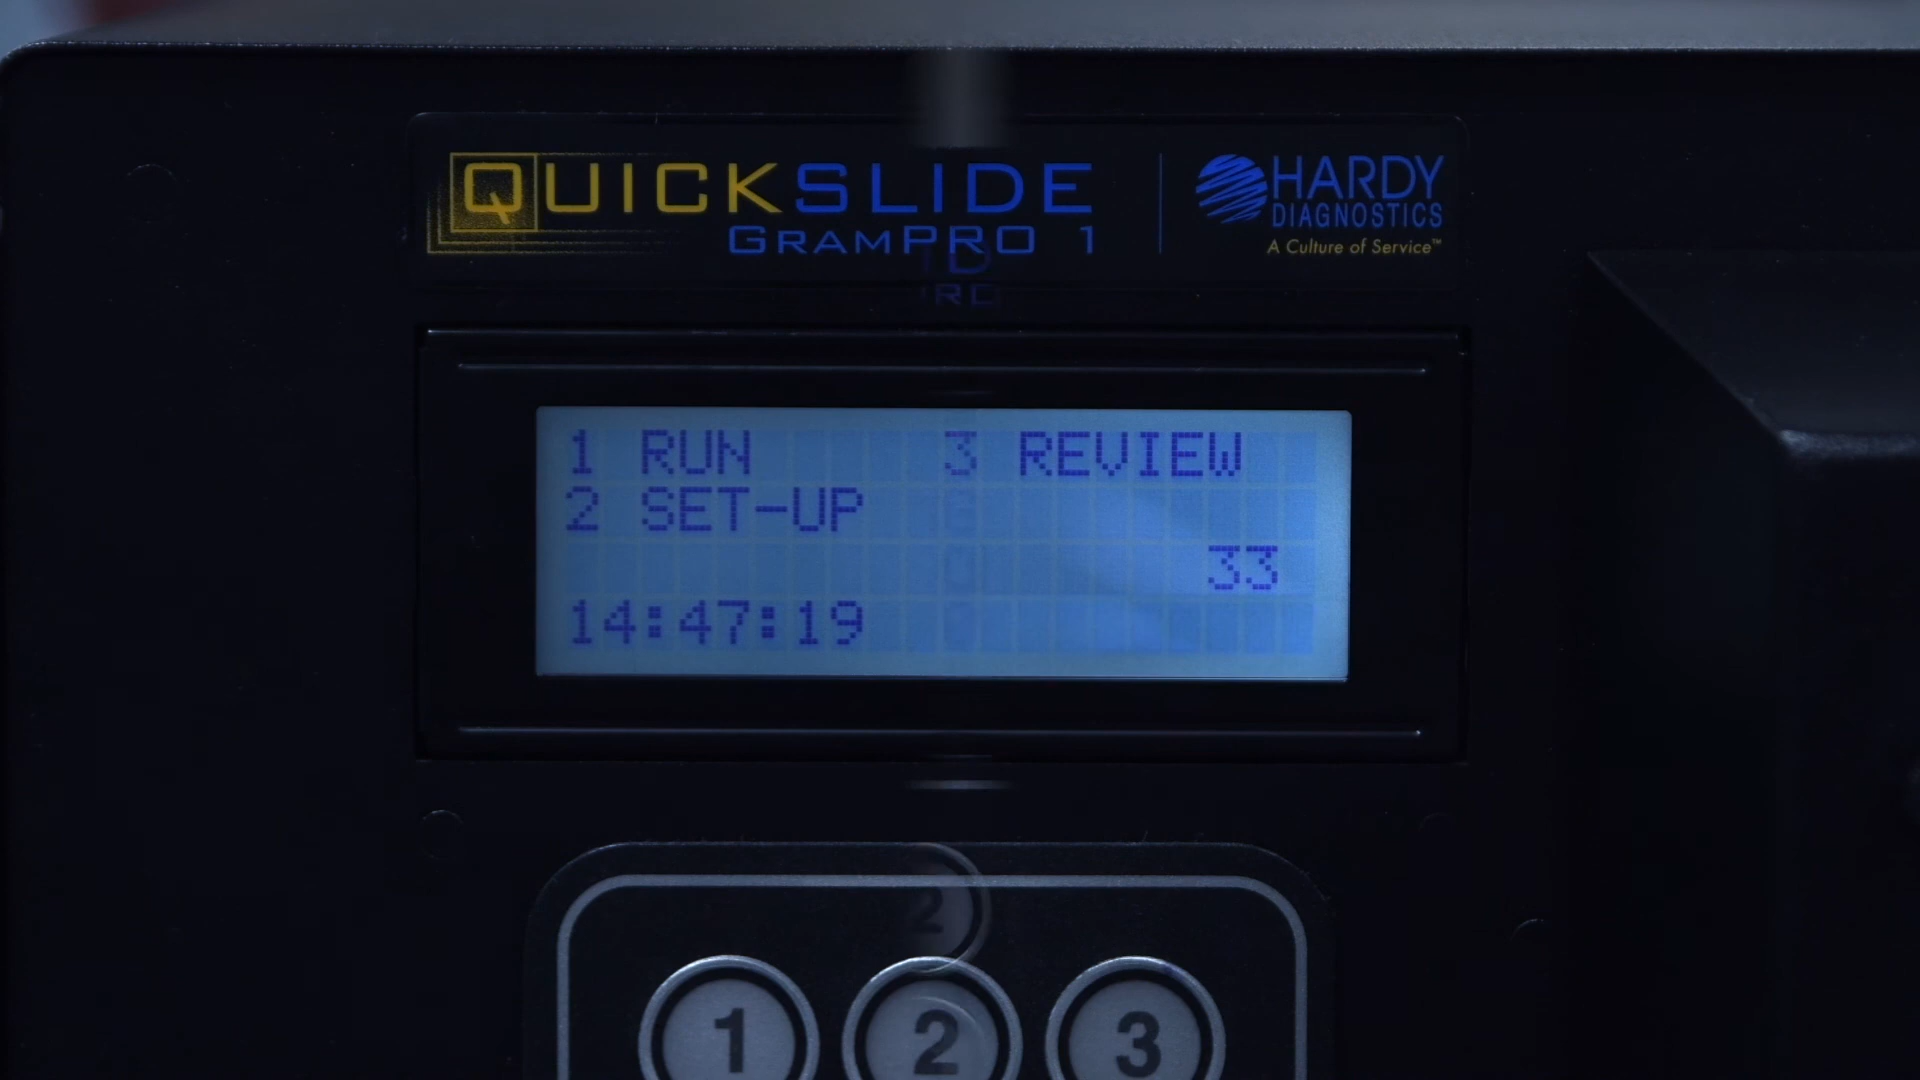 QUICKSLIDE
GRAMPRO 1
HARDY
DIAGNOSTICS
A Culture of Service™
1 RUN 3 REVIEW
2 SET-UP
33
14:47:19
2
1 2 3